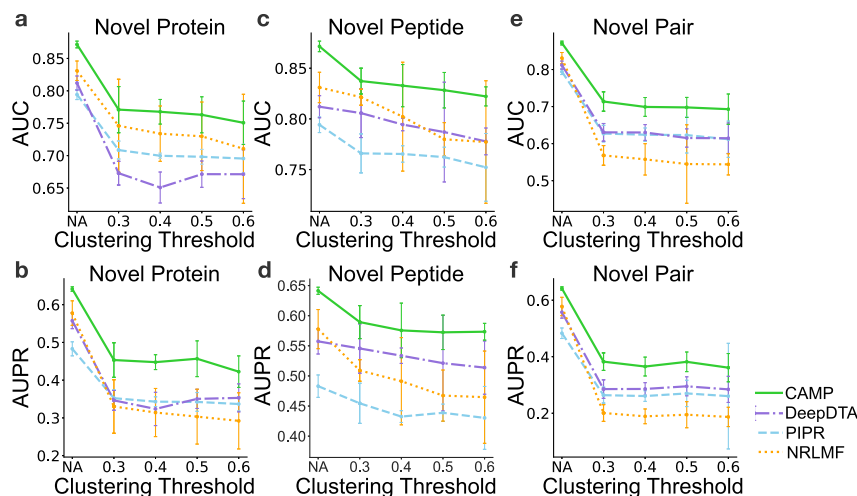 a Novel Protein
AUC
0.85
0.80
0.75
0.70
0.65
NA 0.3 0.4 0.5 0.6
Clustering Threshold
c Novel Peptide
AUC
0.85
0.80
0.75
NA 0.3 0.4 0.5 0.6
Clustering Threshold
e Novel Pair
AUC
0.8
0.7
0.6
0.5
NA 0.3 0.4 0.5 0.6
Clustering Threshold
b Novel Protein
AUPR
0.6
0.5
0.4
0.3
0.2
NA 0.3 0.4 0.5 0.6
Clustering Threshold
d Novel Peptide
AUPR
0.65
0.60
0.55
0.50
0.45
0.40
NA 0.3 0.4 0.5 0.6
Clustering Threshold
f Novel Pair
AUPR
0.6
0.4
0.2
NA 0.3 0.4 0.5 0.6
Clustering Threshold
CAMP
DeepDTA
PIPR
NRLMF